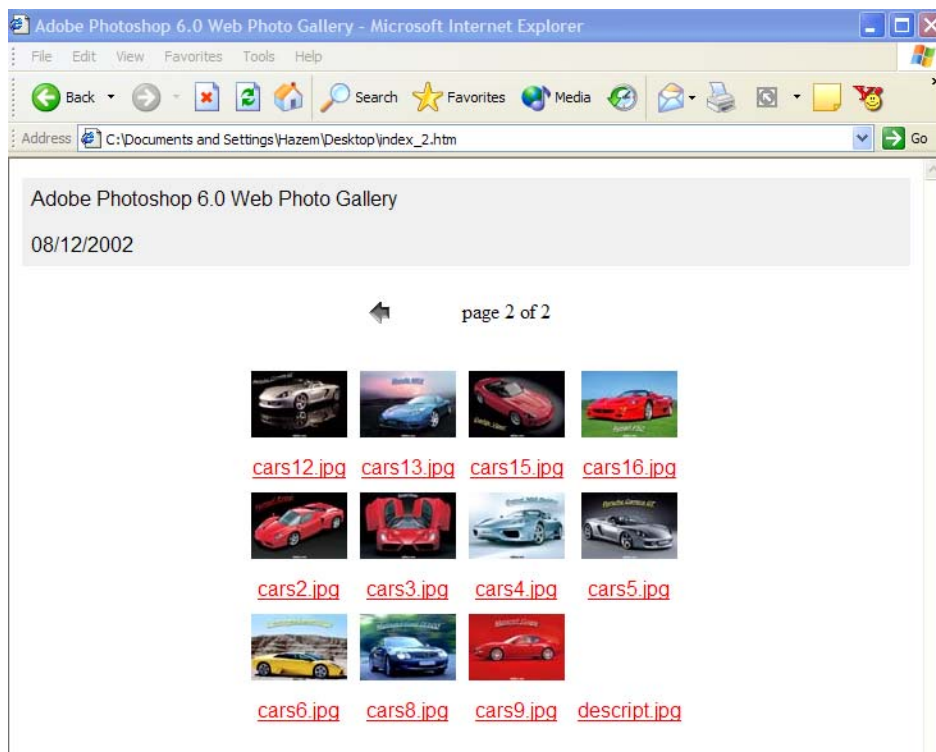 Adobe Photoshop 6.0 Web Photo Gallery - Microsoft Internet Explorer
File Edit View Favorites Tools Help
Back Search Favorites Media
Address C:\Documents and Settings\Hazem\Desktop\index_2.htm Go
Adobe Photoshop 6.0 Web Photo Gallery
08/12/2002
page 2 of 2
cars12.jpg cars13.jpg cars15.jpg cars16.jpg
cars2.jpg cars3.jpg cars4.jpg cars5.jpg
cars6.jpg cars8.jpg cars9.jpg descript.jpg